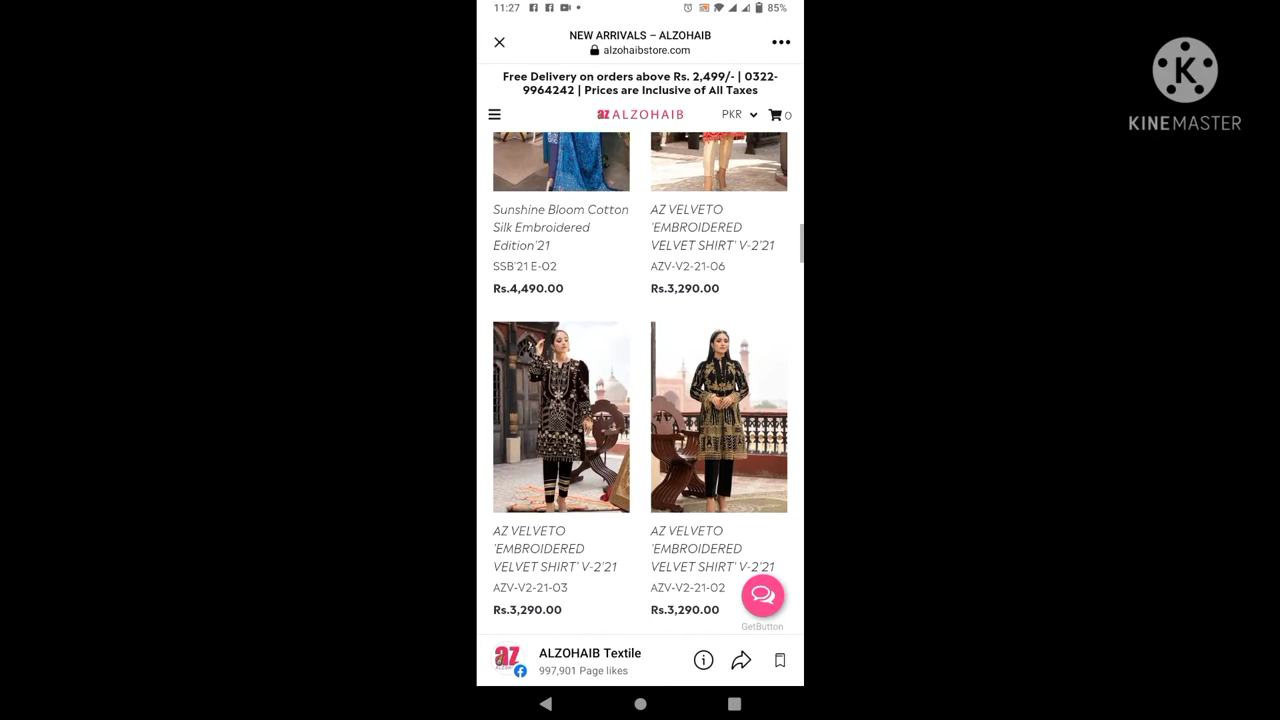 11:27
85%
NEW ARRIVALS – ALZOHAIB
alzohaibstore.com
Free Delivery on orders above Rs. 2,499/- | 0322-
9964242 | Prices are Inclusive of All Taxes
az ALZOHAIB
PKR
0
Sunshine Bloom Cotton
Silk Embroidered
Edition'21
SSB'21 E-02
Rs.4,490.00
AZ VELVETO
'EMBROIDERED
VELVET SHIRT' V-2'21
AZV-V2-21-06
Rs.3,290.00
AZ VELVETO
'EMBROIDERED
VELVET SHIRT' V-2'21
AZV-V2-21-03
Rs.3,290.00
AZ VELVETO
'EMBROIDERED
VELVET SHIRT' V-2'21
AZV-V2-21-02
Rs.3,290.00
GetButton
az
ALZOHAIB Textile
997,901 Page likes
K
KINEMASTER